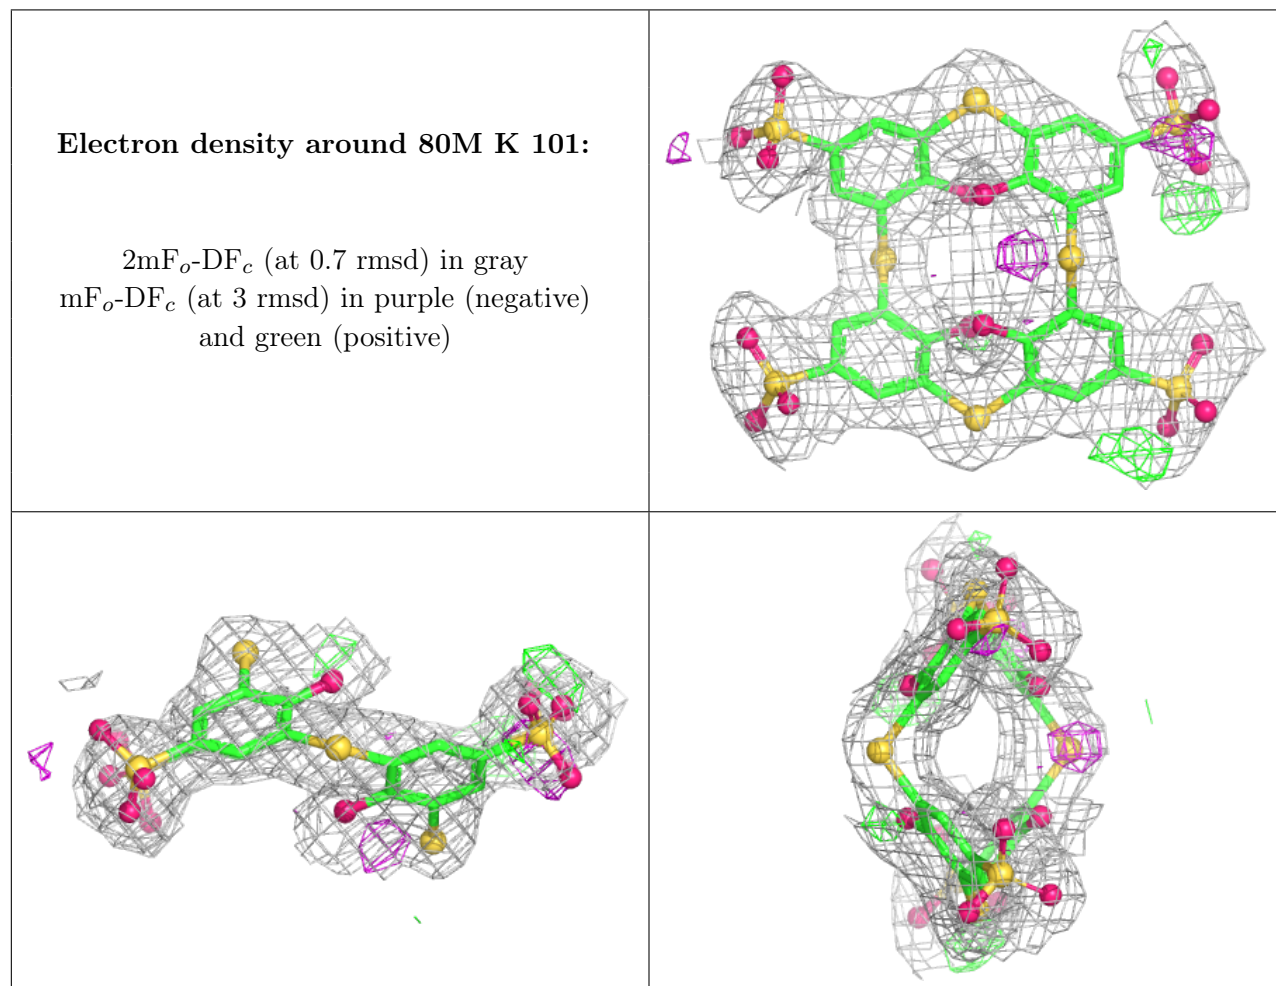 Electron density around 80M K 101:
2mFo-DFc (at 0.7 rmsd) in gray
mFo-DFc (at 3 rmsd) in purple (negative)
and green (positive)